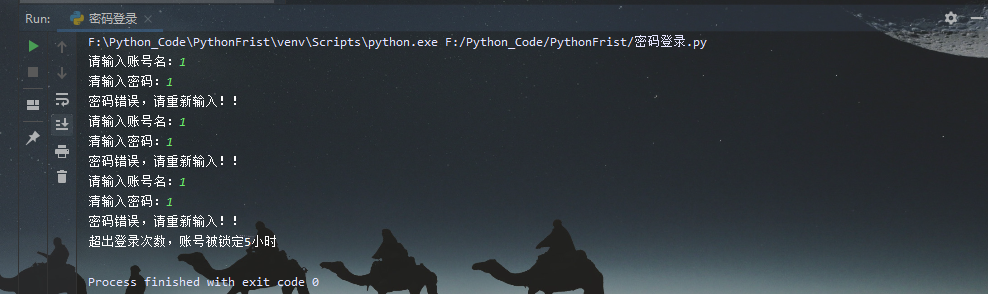 Run: 密码登录
F:\Python_Code\PythonFrist\venv\Scripts\python.exe F:/Python_Code/PythonFrist/密码登录.py
请输入账号名：1
请输入密码：1
密码错误，请重新输入！！
请输入账号名：1
请输入密码：1
密码错误，请重新输入！！
请输入账号名：1
请输入密码：1
密码错误，请重新输入！！
超出登录次数，账号被锁定5小时
Process finished with exit code 0